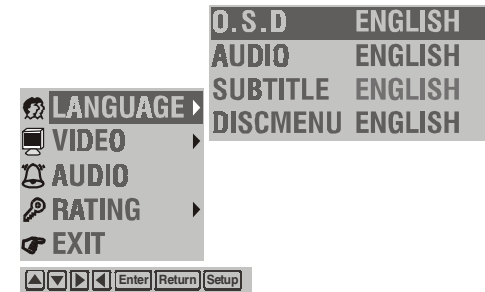 O.S.D ENGLISH
AUDIO ENGLISH
SUBTITLE ENGLISH
DISCMENU ENGLISH
LANGUAGE
VIDEO
AUDIO
RATING
EXIT
Enter Return Setup